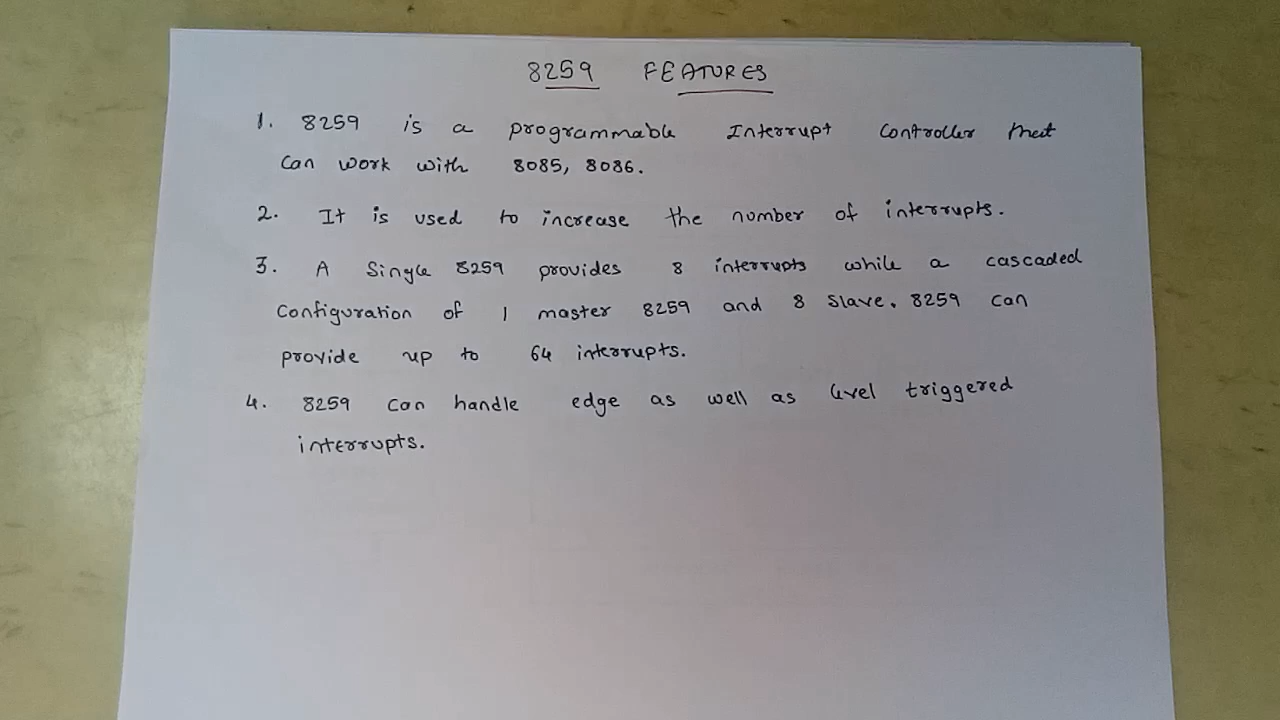 8259 FEATURES
1. 8259 is a programmable Interrupt Controller that
can work with 8085, 8086.
2. It is used to increase the number of interrupts.
3. A Single 8259 provides 8 interrupts while a cascaded
configuration of 1 master 8259 and 8 slave. 8259 can
provide up to 64 interrupts.
4. 8259 can handle edge as well as level triggered
interrupts.